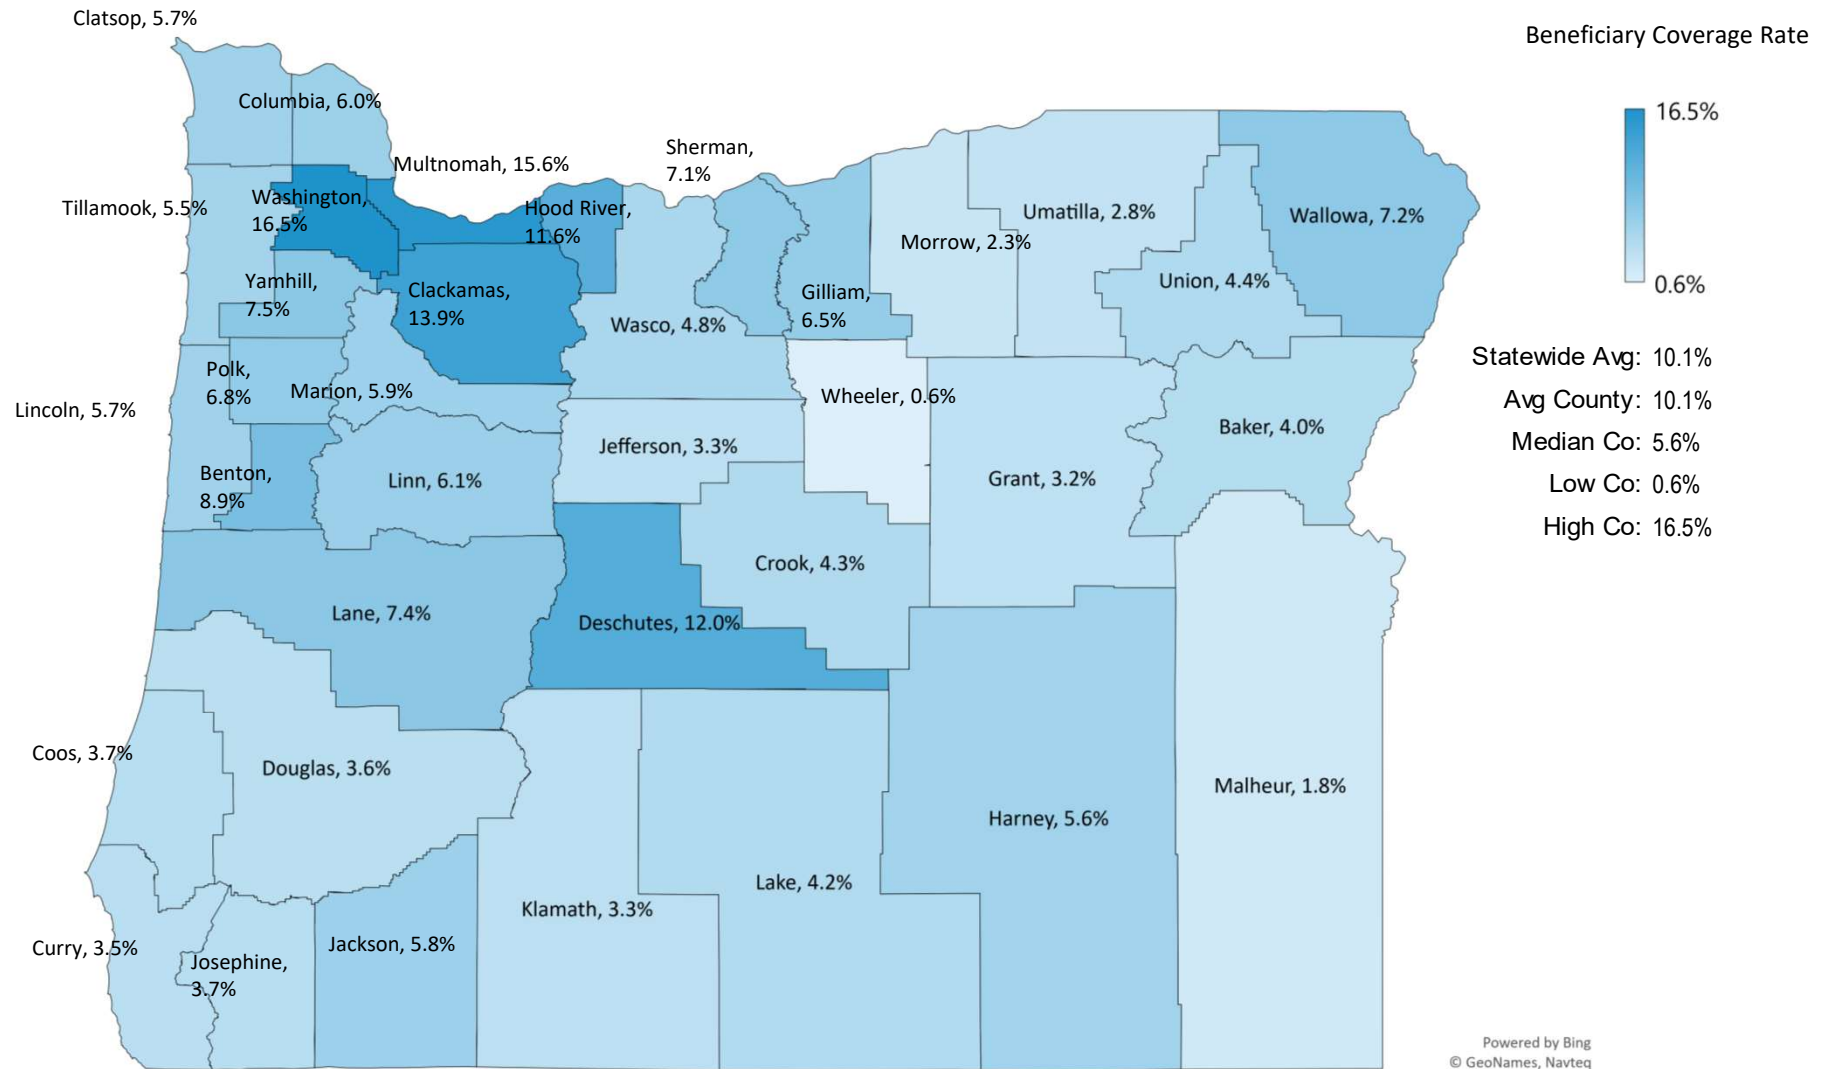 Clatsop, 5.7%
Beneficiary Coverage Rate
Columbia, 6.0%
16.5%
0.6%
Multnomah, 15.6%
Sherman,
7.1%
Tillamook, 5.5%
Washington,
16.5%
Hood River,
11.6%
Umatilla, 2.8%
Wallowa, 7.2%
Morrow, 2.3%
Yamhill,
7.5%
Clackamas,
13.9%
Gilliam,
6.5%
Union, 4.4%
Wasco, 4.8%
Statewide Avg: 10.1%
Avg County: 10.1%
Median Co: 5.6%
Low Co: 0.6%
High Co: 16.5%
Polk,
6.8%
Marion, 5.9%
Wheeler, 0.6%
Lincoln, 5.7%
Jefferson, 3.3%
Baker, 4.0%
Benton,
8.9%
Linn, 6.1%
Grant, 3.2%
Crook, 4.3%
Lane, 7.4%
Deschutes, 12.0%
Coos, 3.7%
Douglas, 3.6%
Malheur, 1.8%
Harney, 5.6%
Lake, 4.2%
Klamath, 3.3%
Curry, 3.5%
Jackson, 5.8%
Josephine,
3.7%
Powered by Bing
© GeoNames, Navteq